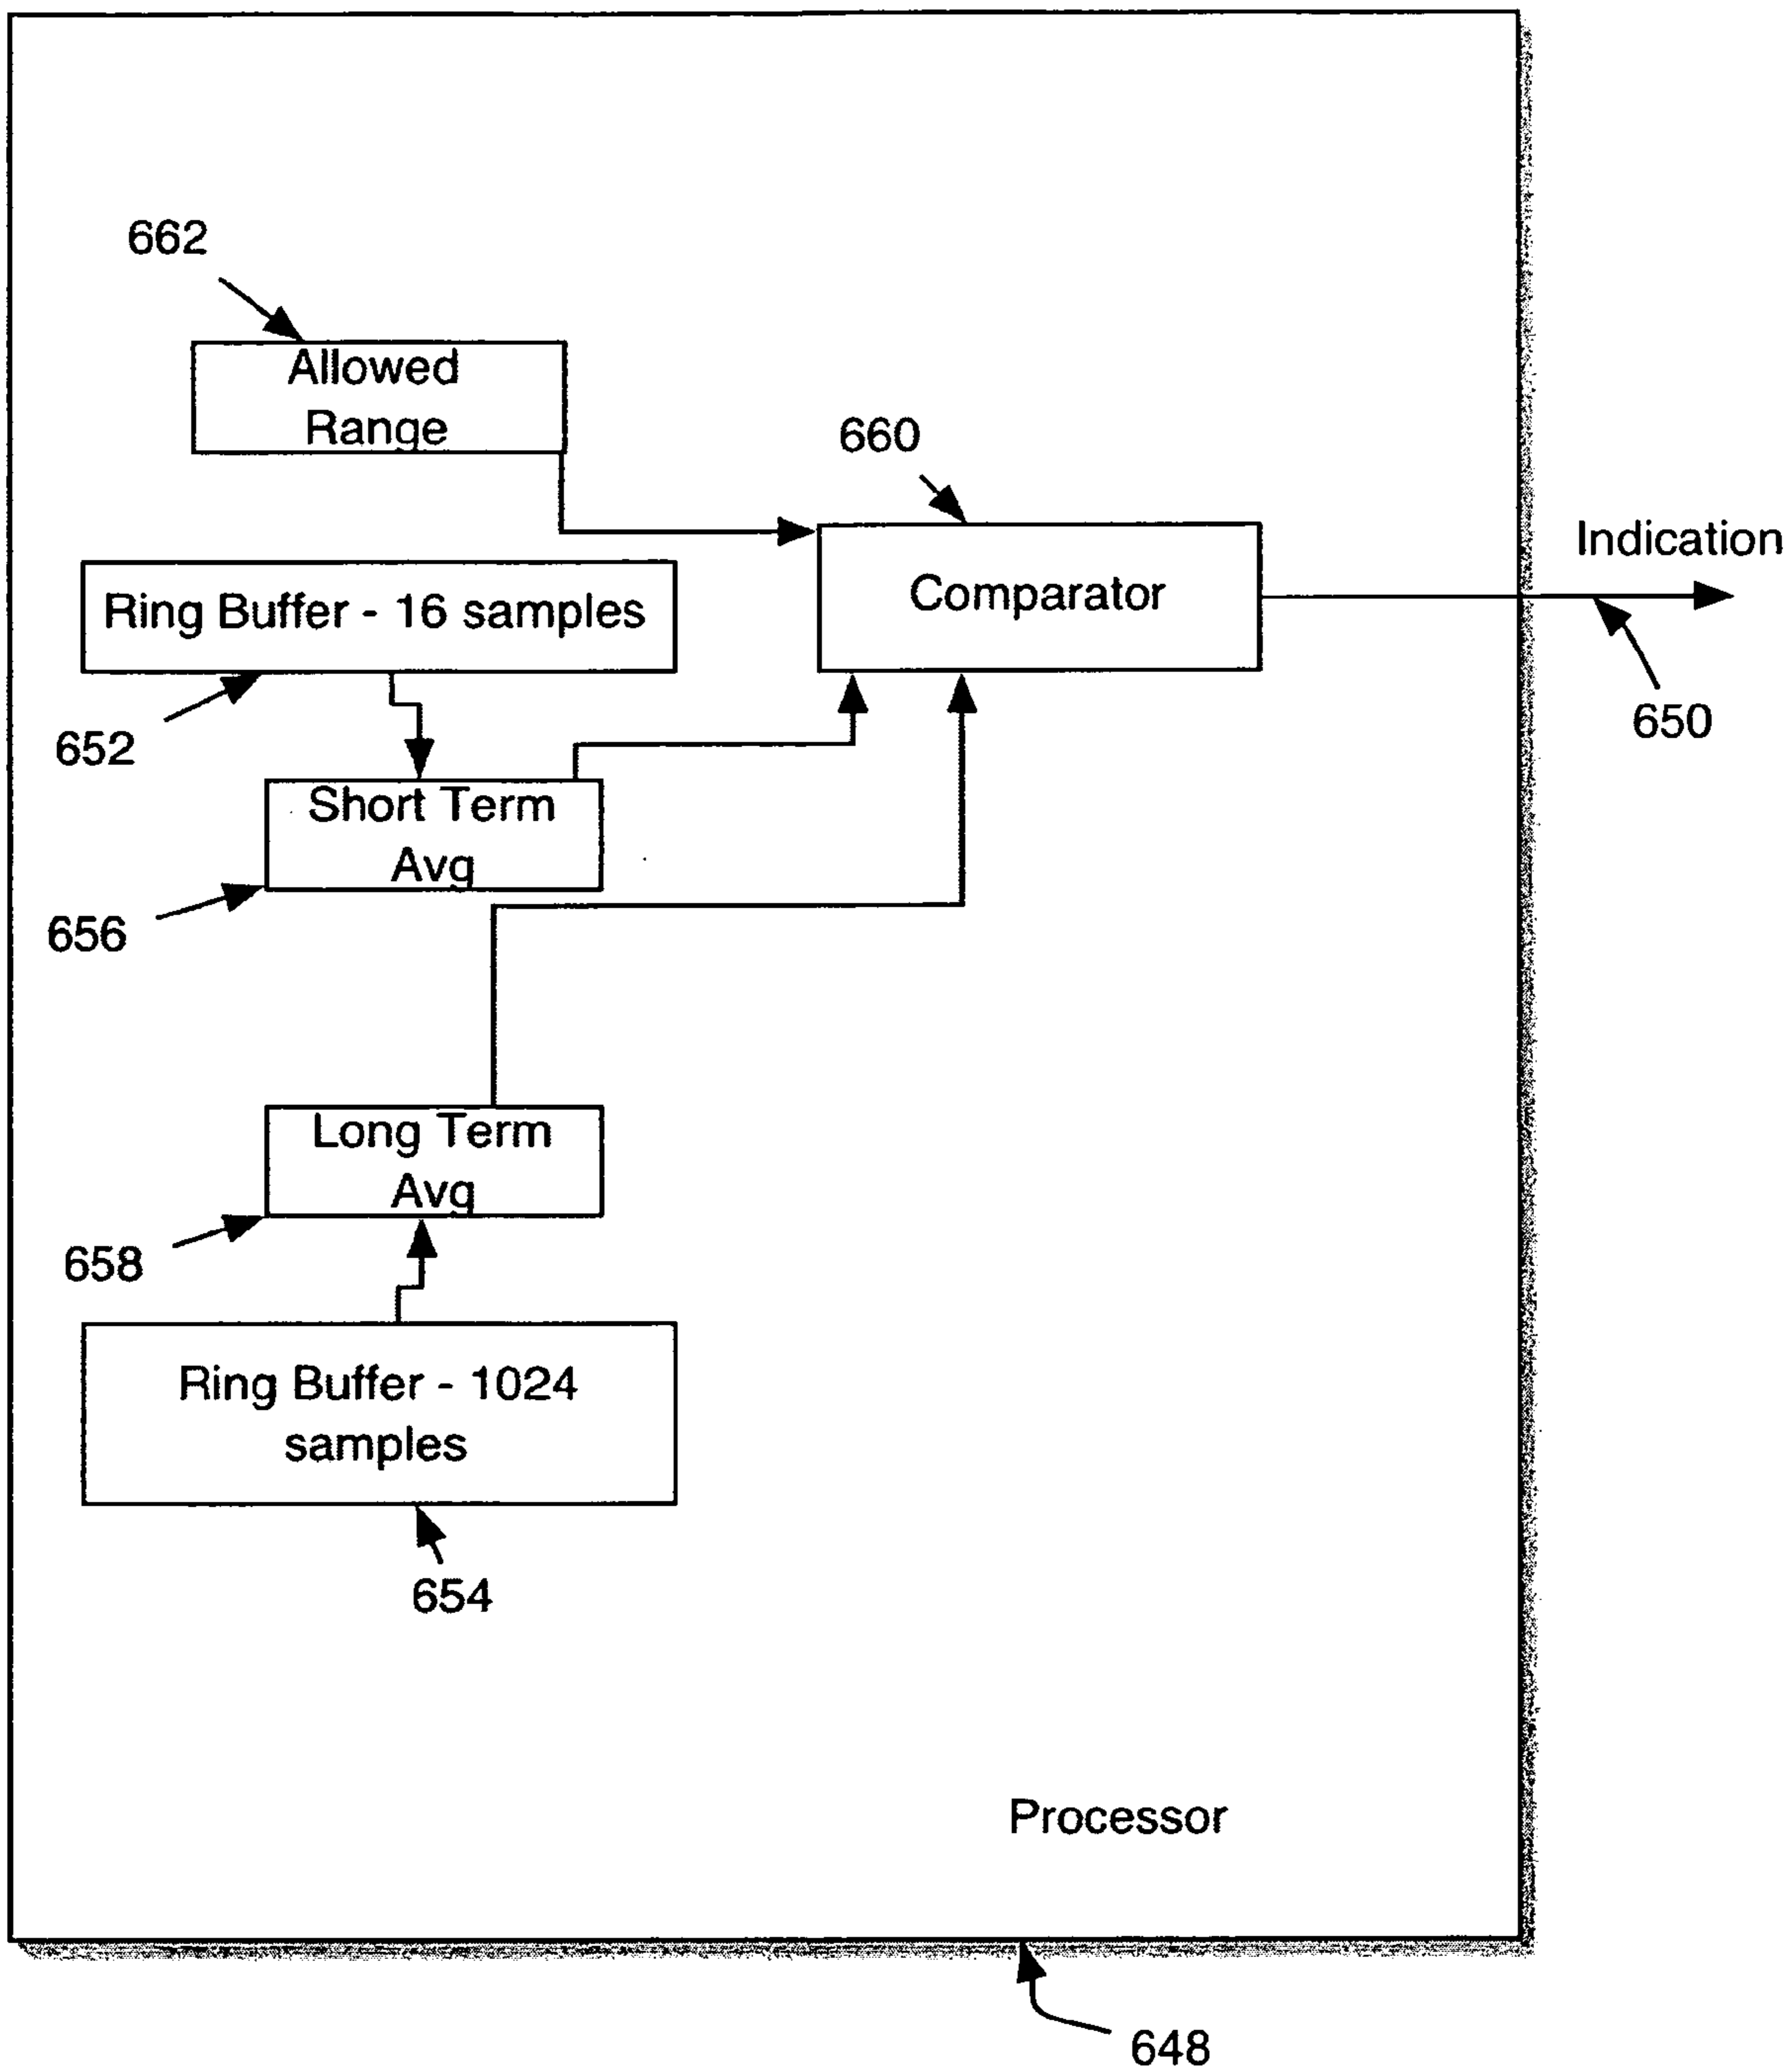 662
Allowed
Range
660
Comparator
Indication
650
Ring Buffer - 16 samples
652
Short Term
Avg
656
Long Term
Avg
658
Ring Buffer - 1024
samples
654
Processor
648